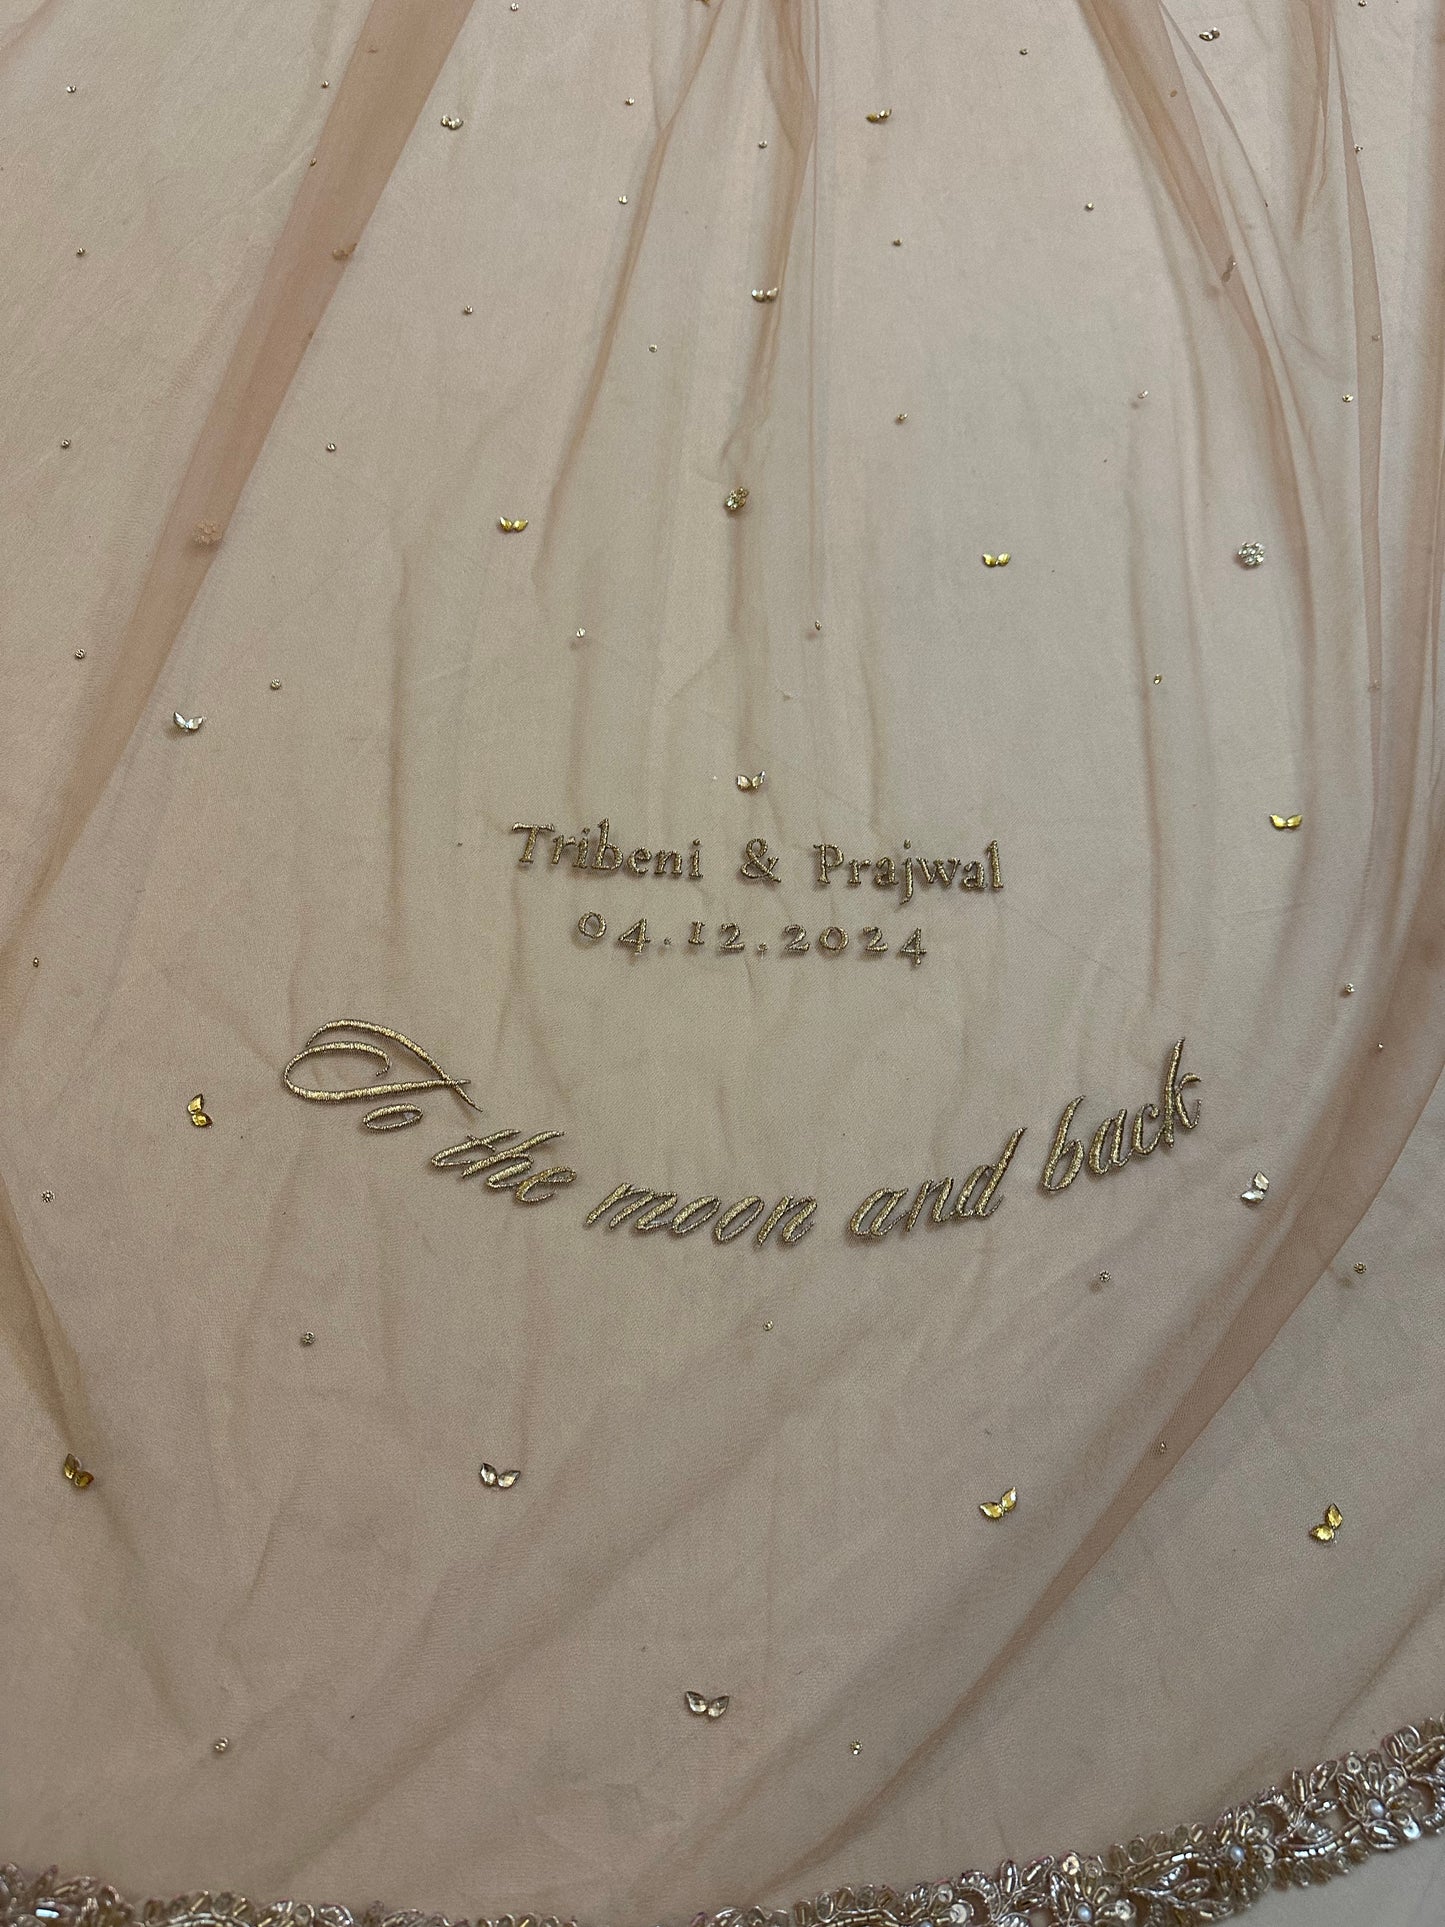 Tribeni & Prajwal
04.12.2024
To the moon and back